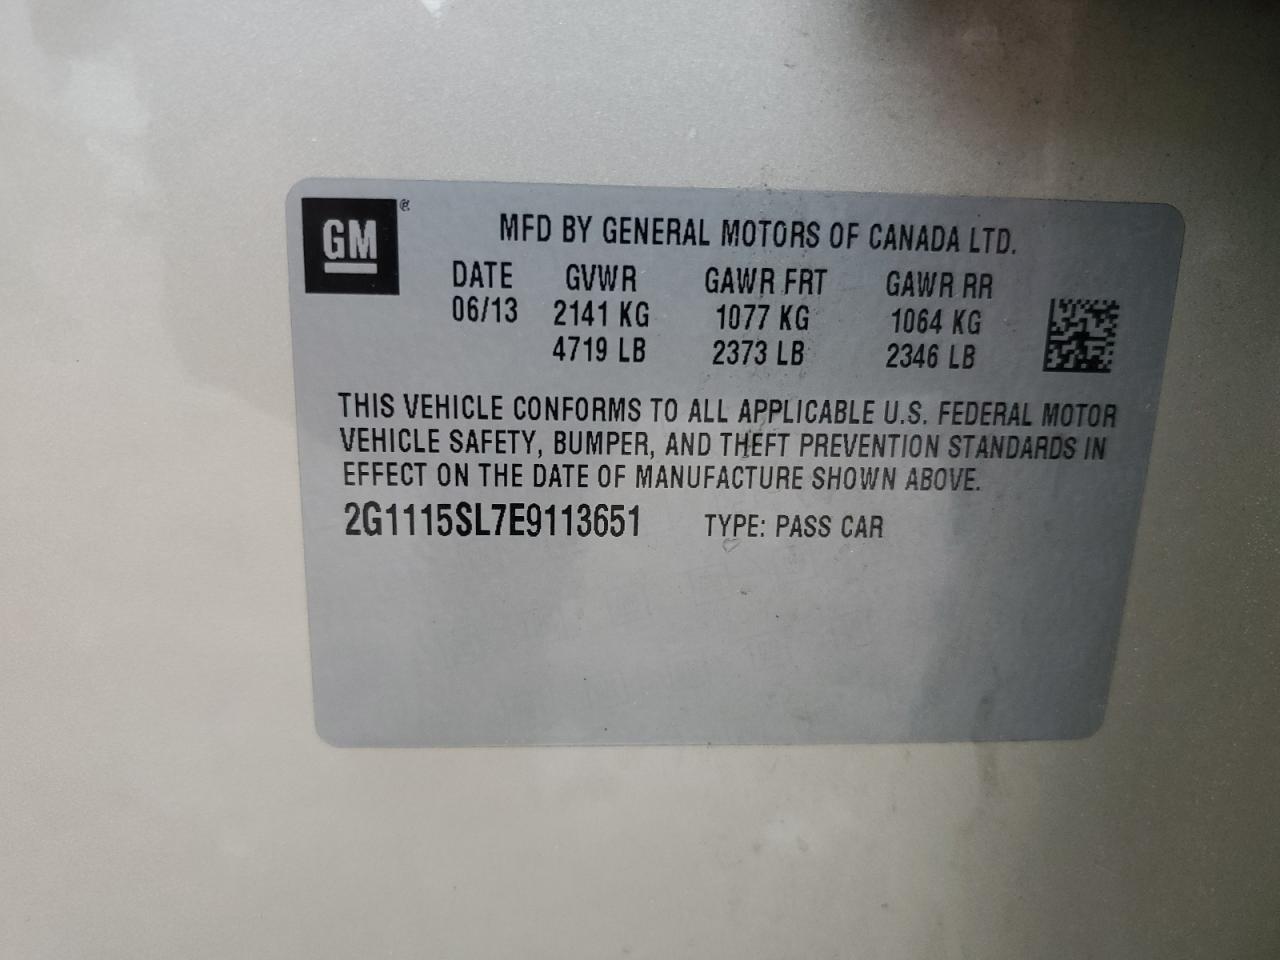 GM ®
MFD BY GENERAL MOTORS OF CANADA LTD.
DATE GVWR GAWR FRT GAWR RR
06/13 2141 KG 1077 KG 1064 KG
4719 LB 2373 LB 2346 LB
THIS VEHICLE CONFORMS TO ALL APPLICABLE U.S. FEDERAL MOTOR
VEHICLE SAFETY, BUMPER, AND THEFT PREVENTION STANDARDS IN
EFFECT ON THE DATE OF MANUFACTURE SHOWN ABOVE.
2G1115SL7E9113651 TYPE: PASS CAR